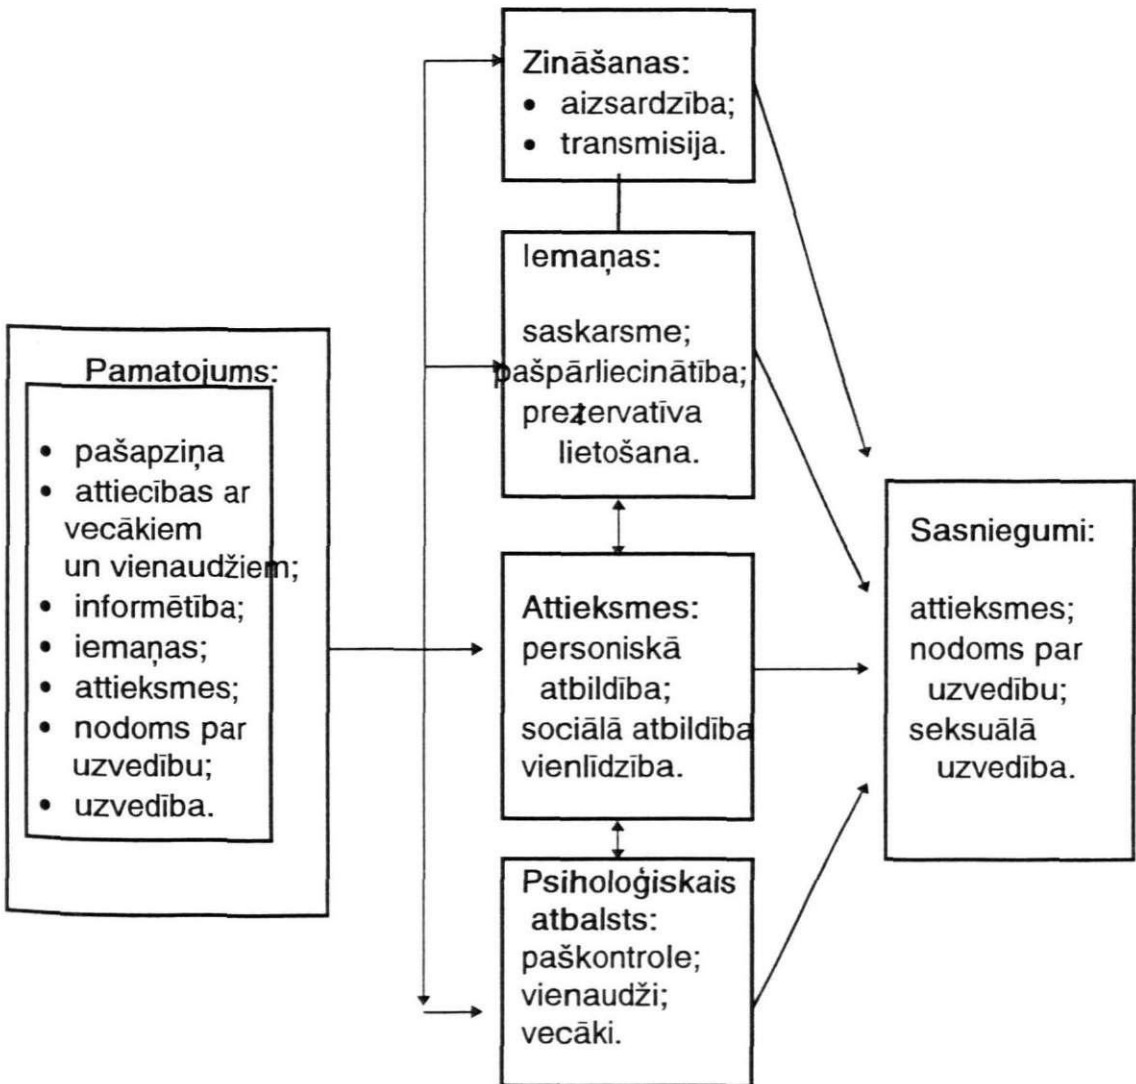 Pamatojums:
• pašapziņa
• attiecības ar
vecākiem
un vienaudžiem;
• informētība;
• iemaņas;
• attieksmes;
• nodoms par
uzvedību;
• uzvedība.
Zināšanas:
• aizsardzība;
• transmisija.
Iemaņas:
saskarsme;
pašpārliecinātība;
prezervatīva
lietošana.
Attieksmes:
personiskā
atbildība;
sociālā atbildība
vienlīdzība.
Psiholoģiskais
atbalsts:
paškontrole;
vienaudži;
vecāki.
Sasniegumi:
attieksmes;
nodoms par
uzvedību;
seksuālā
uzvedība.